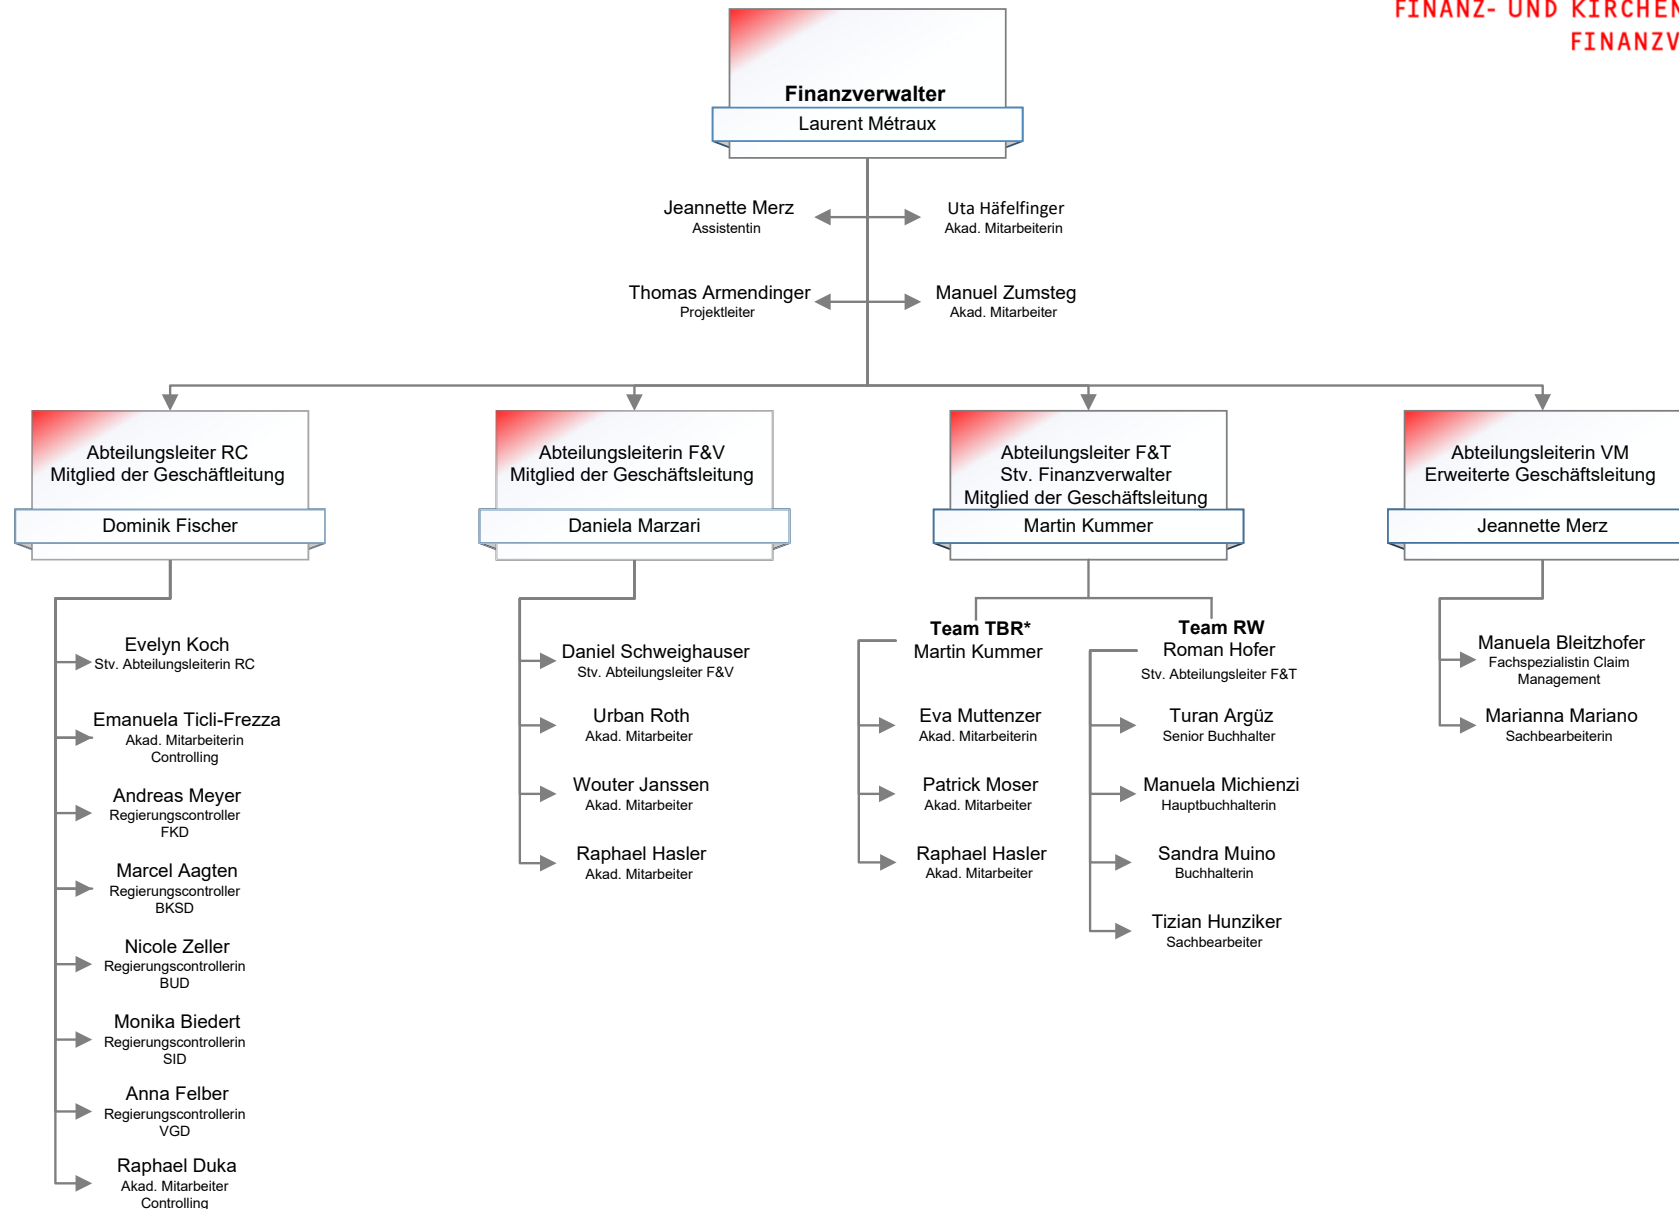 FINANZ- UND KIRCHEN
FINANZV
Finanzverwalter
Laurent Métraux
Jeannette Merz
Assistentin
Uta Häfelfinger
Akad. Mitarbeiterin
Thomas Armendinger
Projektleiter
Manuel Zumsteg
Akad. Mitarbeiter
Abteilungsleiter RC
Mitglied der Geschäftleitung
Dominik Fischer
Abteilungsleiterin F&V
Mitglied der Geschäftsleitung
Daniela Marzari
Abteilungsleiter F&T
Stv. Finanzverwalter
Mitglied der Geschäftsleitung
Martin Kummer
Abteilungsleiterin VM
Erweiterte Geschäftsleitung
Jeannette Merz
Evelyn Koch
Stv. Abteilungsleiterin RC
Emanuela Ticli-Frezza
Akad. Mitarbeiterin
Controlling
Andreas Meyer
Regierungscontroller
FKD
Marcel Aagten
Regierungscontroller
BKSD
Nicole Zeller
Regierungscontrollerin
BUD
Monika Biedert
Regierungscontrollerin
SID
Anna Felber
Regierungscontrollerin
VGD
Raphael Duka
Akad. Mitarbeiter
Controlling
Daniel Schweighauser
Stv. Abteilungsleiter F&V
Urban Roth
Akad. Mitarbeiter
Wouter Janssen
Akad. Mitarbeiter
Raphael Hasler
Akad. Mitarbeiter
Team TBR*
Martin Kummer
Eva Muttenzer
Akad. Mitarbeiterin
Patrick Moser
Akad. Mitarbeiter
Raphael Hasler
Akad. Mitarbeiter
Team RW
Roman Hofer
Stv. Abteilungsleiter F&T
Turan Argüz
Senior Buchhalter
Manuela Michienzi
Hauptbuchhalterin
Sandra Muino
Buchhalterin
Tizian Hunziker
Sachbearbeiter
Manuela Bleitzhofer
Fachspezialistin Claim
Management
Marianna Mariano
Sachbearbeiterin